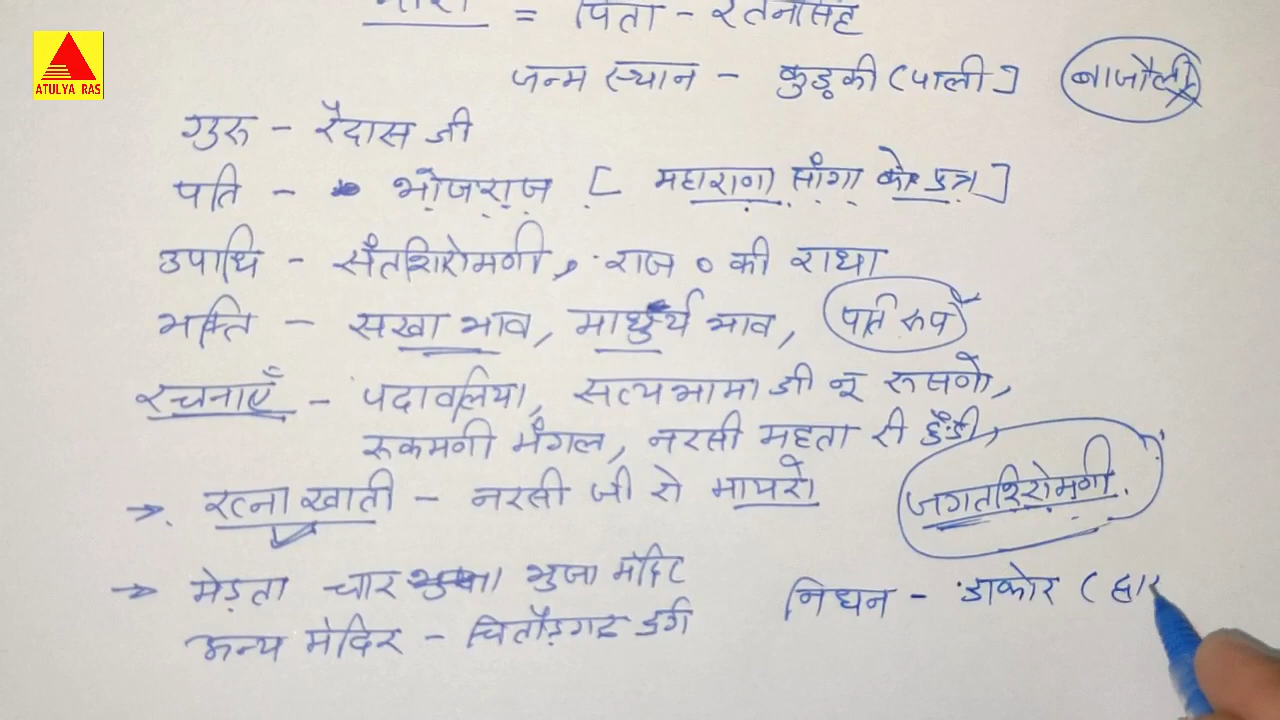 ATULYA RAS
मीरा = पिता - रतनसिंह
जन्म स्थान - कुड़की (पाली] बाजौली
गुरु - रैदास जी
पति - भोजराज [महाराणा सांगा के पुत्र]
उपाधि - संतशिरोमणी, राज० की राधा
भक्ति - सखा भाव, माधुर्य भाव, पति रूप में
रचनाएँ - पदावलिया, सत्यभामा जी नू रूसणो,
रूकमणी मंगल, नरसी महता री हुंडी,
→ रत्ना खाती - नरसी जी रो मायरो
जगतशिरोमणी.
→ मेड़ता चार भुजा मंदिर
अन्य मंदिर - चितौड़गढ दुर्ग
निधन - डाकोर (द्वार